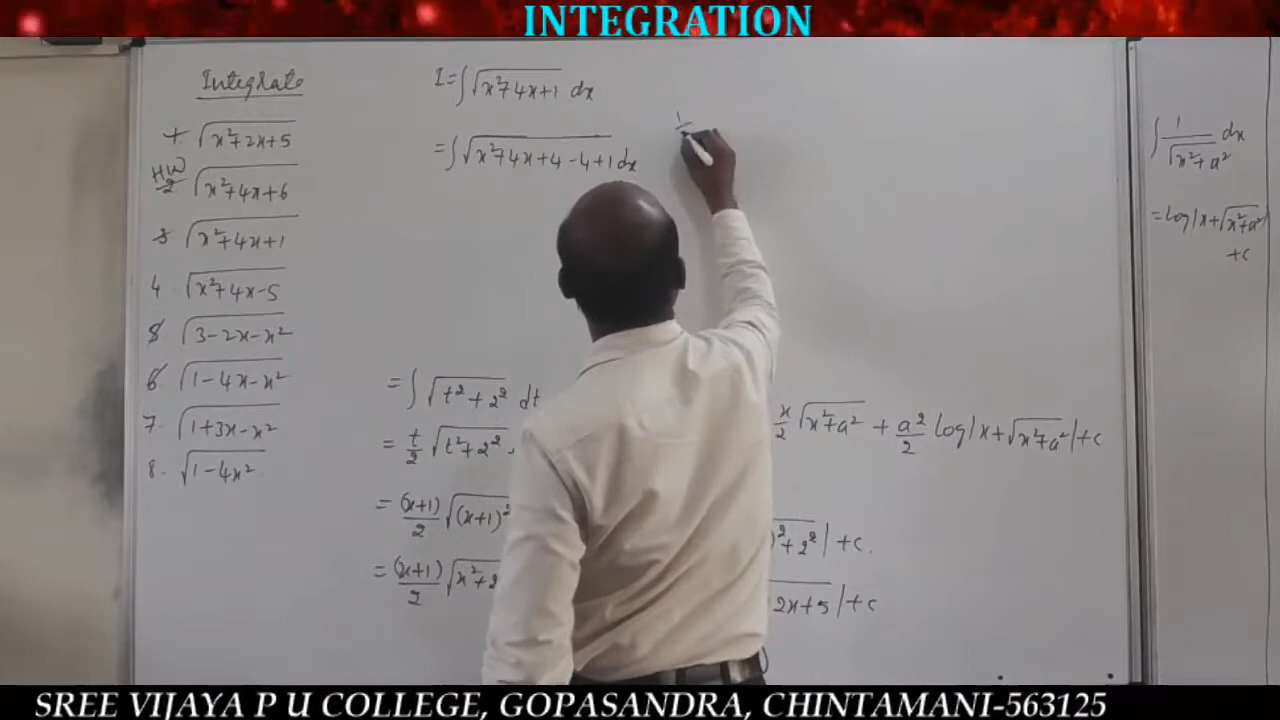 INTEGRATION
Integrate
1. √(x²+2x+5)
HW 2 √(x²+4x+6)
3 √(x²+4x+1)
4 √(x²+4x-5)
5 √(3-2x-x²)
6 √(1-4x-x²)
7. √(1+3x-x²)
8. √(1-4x²)
I=∫√(x²+4x+1) dx
=∫√(x²+4x+4-4+1) dx
1
= ∫√(t²+2²) dt
= t/2 √(t²+2²)
= (x+1)/2 √((x+1)²
= (x+1)/2 √(x²+2
x/2 √(x²+a²) + a²/2 log|x+√(x²+a²)|+c
)²+2²|+c.
2x+5|+c
∫ 1/√(x²+a²) dx
=log|x+√(x²+a²)|
+c
SREE VIJAYA P U COLLEGE, GOPASANDRA, CHINTAMANI-563125